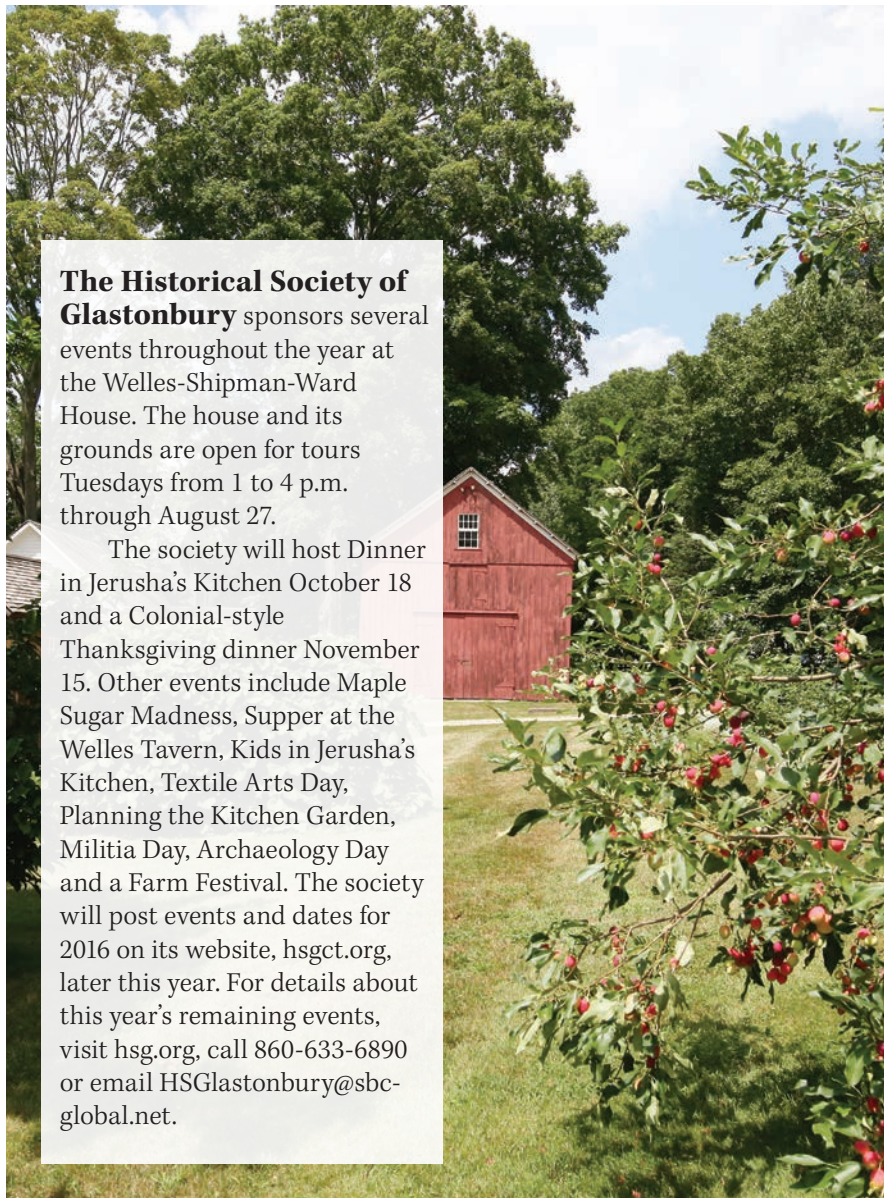 The Historical Society of
Glastonbury sponsors several
events throughout the year at
the Welles-Shipman-Ward
House. The house and its
grounds are open for tours
Tuesdays from 1 to 4 p.m.
through August 27.
The society will host Dinner
in Jerusha’s Kitchen October 18
and a Colonial-style
Thanksgiving dinner November
15. Other events include Maple
Sugar Madness, Supper at the
Welles Tavern, Kids in Jerusha’s
Kitchen, Textile Arts Day,
Planning the Kitchen Garden,
Militia Day, Archaeology Day
and a Farm Festival. The society
will post events and dates for
2016 on its website, hsgct.org,
later this year. For details about
this year’s remaining events,
visit hsg.org, call 860-633-6890
or email HSGlastonbury@sbc-
global.net.